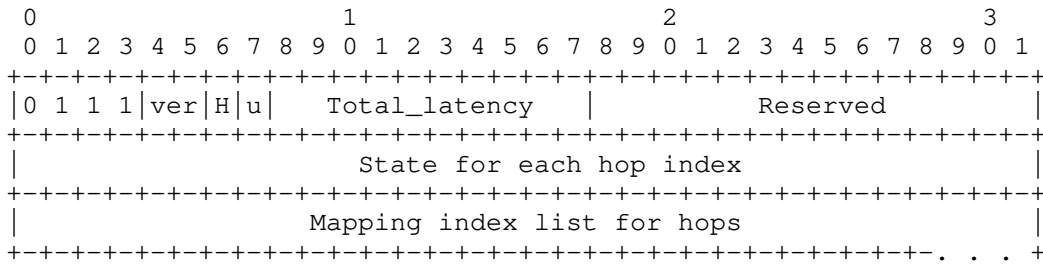 0                   1                   2                   3
 0 1 2 3 4 5 6 7 8 9 0 1 2 3 4 5 6 7 8 9 0 1 2 3 4 5 6 7 8 9 0 1
+-+-+-+-+-+-+-+-+-+-+-+-+-+-+-+-+-+-+-+-+-+-+-+-+-+-+-+-+-+-+-+-+
|0 1 1 1|ver|H|u|   Total_latency   |          Reserved         |
+-+-+-+-+-+-+-+-+-+-+-+-+-+-+-+-+-+-+-+-+-+-+-+-+-+-+-+-+-+-+-+-+
|                     State for each hop index                  |
+-+-+-+-+-+-+-+-+-+-+-+-+-+-+-+-+-+-+-+-+-+-+-+-+-+-+-+-+-+-+-+-+
|                  Mapping index list for hops                  |
+-+-+-+-+-+-+-+-+-+-+-+-+-+-+-+-+-+-+-+-+-+-+-+-+-+-+-+-+-. . . +